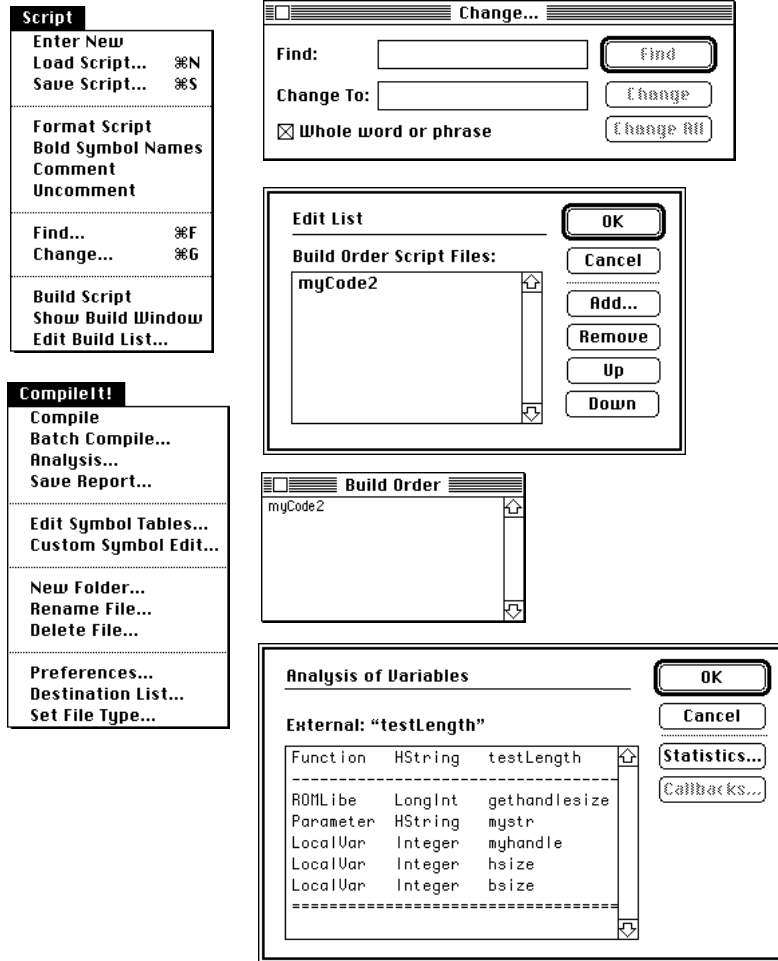 Script
Enter New
Load Script... ⌘N
Save Script... ⌘S
Format Script
Bold Symbol Names
Comment
Uncomment
Find... ⌘F
Change... ⌘G
Build Script
Show Build Window
Edit Build List...
CompileIt!
Compile
Batch Compile...
Analysis...
Save Report...
Edit Symbol Tables...
Custom Symbol Edit...
New Folder...
Rename File...
Delete File...
Preferences...
Destination List...
Set File Type...
Change...
Find:
Find
Change To:
Change
Whole word or phrase
Change All
Edit List
OK
Build Order Script Files:
Cancel
myCode2
Add...
Remove
Up
Down
Build Order
myCode2
Analysis of Variables
OK
Cancel
External: “testLength”
Statistics...
Callbacks...
Function HString testLength
ROMLibe LongInt gethandlesize
Parameter HString mystr
LocalVar Integer myhandle
LocalVar Integer hsize
LocalVar Integer bsize